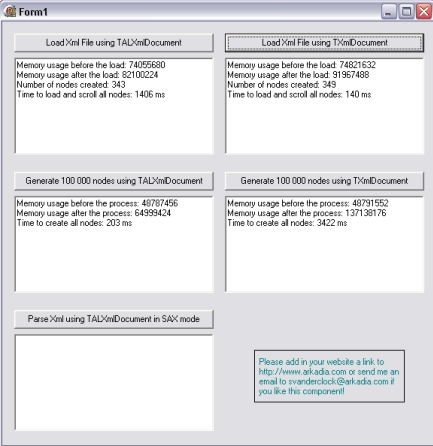 Form1
Load Xml File using TALXmlDocument
Load Xml File using TXmlDocument
Memory usage before the load: 74055680
Memory usage after the load: 82100224
Number of nodes created: 343
Time to load and scroll all nodes: 1406 ms
Memory usage before the load: 74821632
Memory usage after the load: 91967488
Number of nodes created: 349
Time to load and scroll all nodes: 140 ms
Generate 100 000 nodes using TALXmlDocument
Generate 100 000 nodes using TXmlDocument
Memory usage before the process: 48787456
Memory usage after the process: 64999424
Time to create all nodes: 203 ms
Memory usage before the process: 48791552
Memory usage after the process: 137138176
Time to create all nodes: 3422 ms
Parse Xml using TALXmlDocument in SAX mode
Please add in your website a link to
http://www.arkadia.com or send me an
email to svanderclock@arkadia.com if
you like this component!